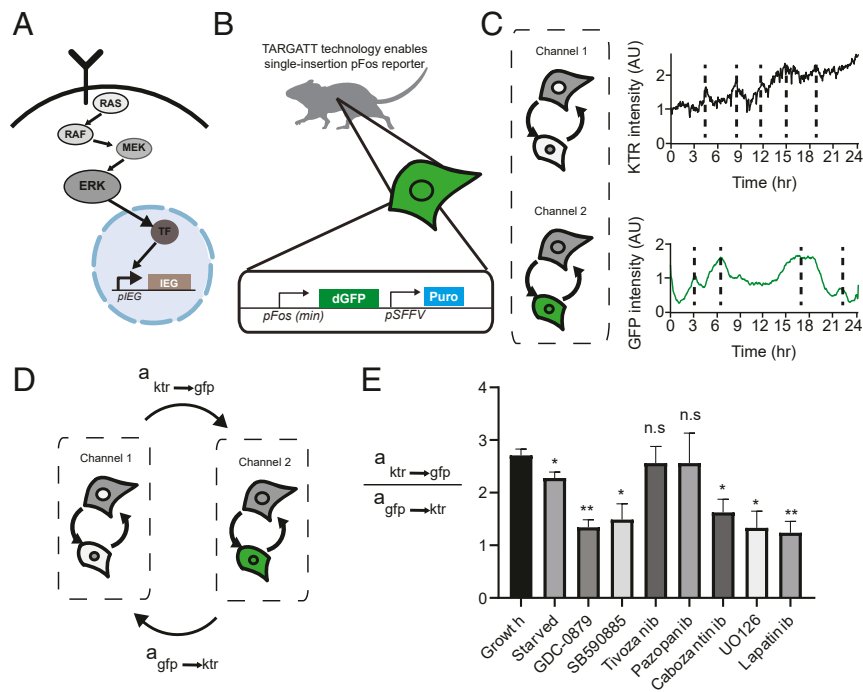 A
RAS
RAF
MEK
ERK
TF
IEG
pIEG
B
TARGATT technology enables
single-insertion pFos reporter
dGFP
Puro
pFos (min)
pSFFV
C
Channel 1
Channel 2
KTR intensity (AU)
2
1
0
0 3 6 9 12 15 18 21 24
Time (hr)
GFP intensity (AU)
2
1
0
0 3 6 9 12 15 18 21 24
Time (hr)
D
a ktr gfp
Channel 1
Channel 2
a gfp ktr
E
a ktr gfp
a gfp ktr
4
3
2
1
0
* ** * n.s n.s * * **
Growth
Starved
GDC-0879
SB590885
Tivozanib
Pazopanib
Cabozantinib
UO126
Lapatinib